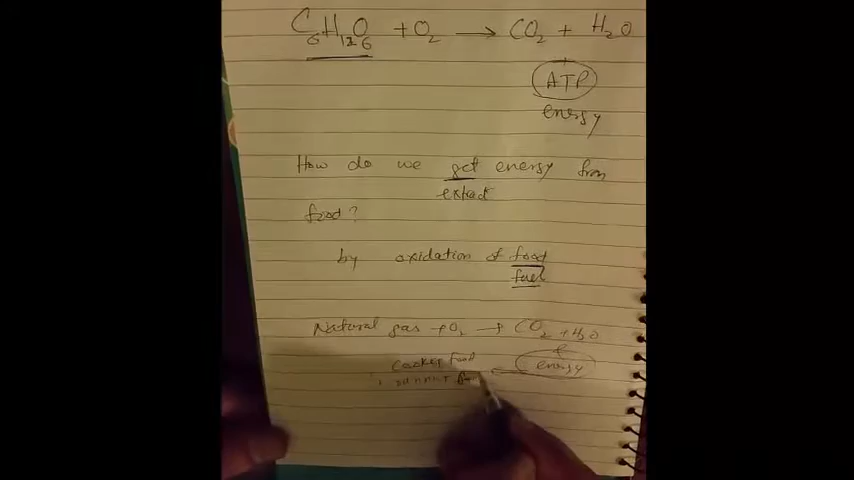 C6H12O6 + O2 → CO2 + H2O
+
ATP
energy
How do we get energy from
extract
food?
by oxidation of food
fuel
Natural gas + O2 → CO2 + H2O
energy
cooker food